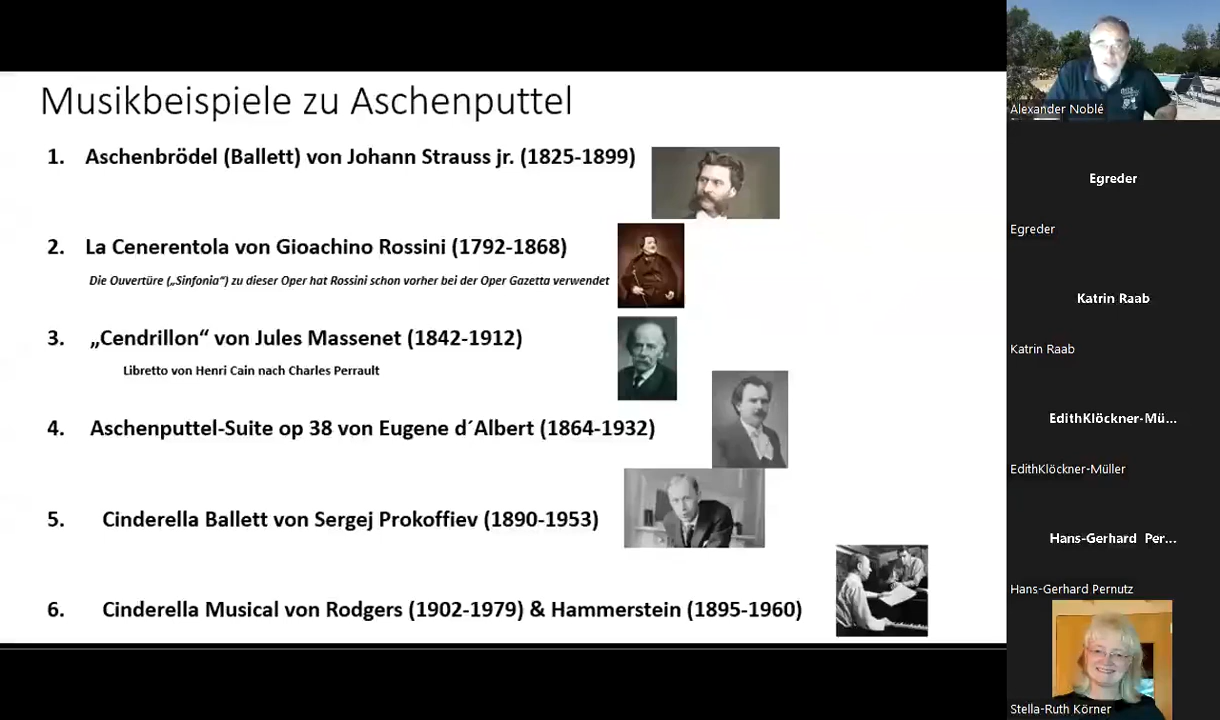 Musikbeispiele zu Aschenputtel
1. Aschenbrödel (Ballett) von Johann Strauss jr. (1825-1899)
2. La Cenerentola von Gioachino Rossini (1792-1868)
Die Ouvertüre („Sinfonia“) zu dieser Oper hat Rossini schon vorher bei der Oper Gazetta verwendet
3. „Cendrillon“ von Jules Massenet (1842-1912)
Libretto von Henri Cain nach Charles Perrault
4. Aschenputtel-Suite op 38 von Eugene d´Albert (1864-1932)
5. Cinderella Ballett von Sergej Prokoffiev (1890-1953)
6. Cinderella Musical von Rodgers (1902-1979) & Hammerstein (1895-1960)
Alexander Noblé
Egreder
Egreder
Katrin Raab
Katrin Raab
EdithKlöckner-Mü...
EdithKlöckner-Müller
Hans-Gerhard Per...
Hans-Gerhard Pernutz
Stella-Ruth Körner